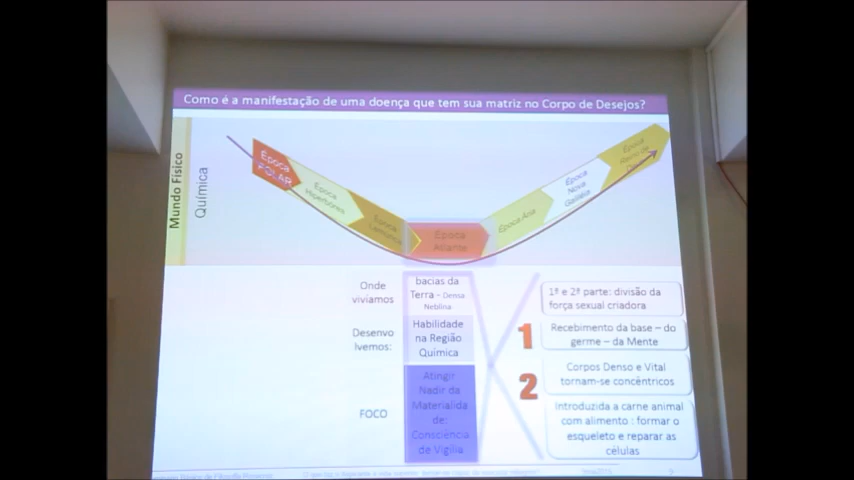 Como é a manifestação de uma doença que tem sua matriz no Corpo de Desejos?
Mundo Físico
Química
Época
POLAR
Época
Época
Época
Atlante
Época Ária
Época
Nova
Galileia
Época
Reino de
Onde
vivíamos
bacias da
Terra – Densa
Neblina
1ª e 2ª parte: divisão da
força sexual criadora
Desenvo
lvemos:
Habilidade
na Região
Química
1
Recebimento da base – do
germe – da Mente
2
Corpos Denso e Vital
tornam-se concêntricos
FOCO
Atingir
Nadir da
Materialida
de:
Consciência
de Vigília
Introduzida a carne animal
com alimento : formar o
esqueleto e reparar as
células